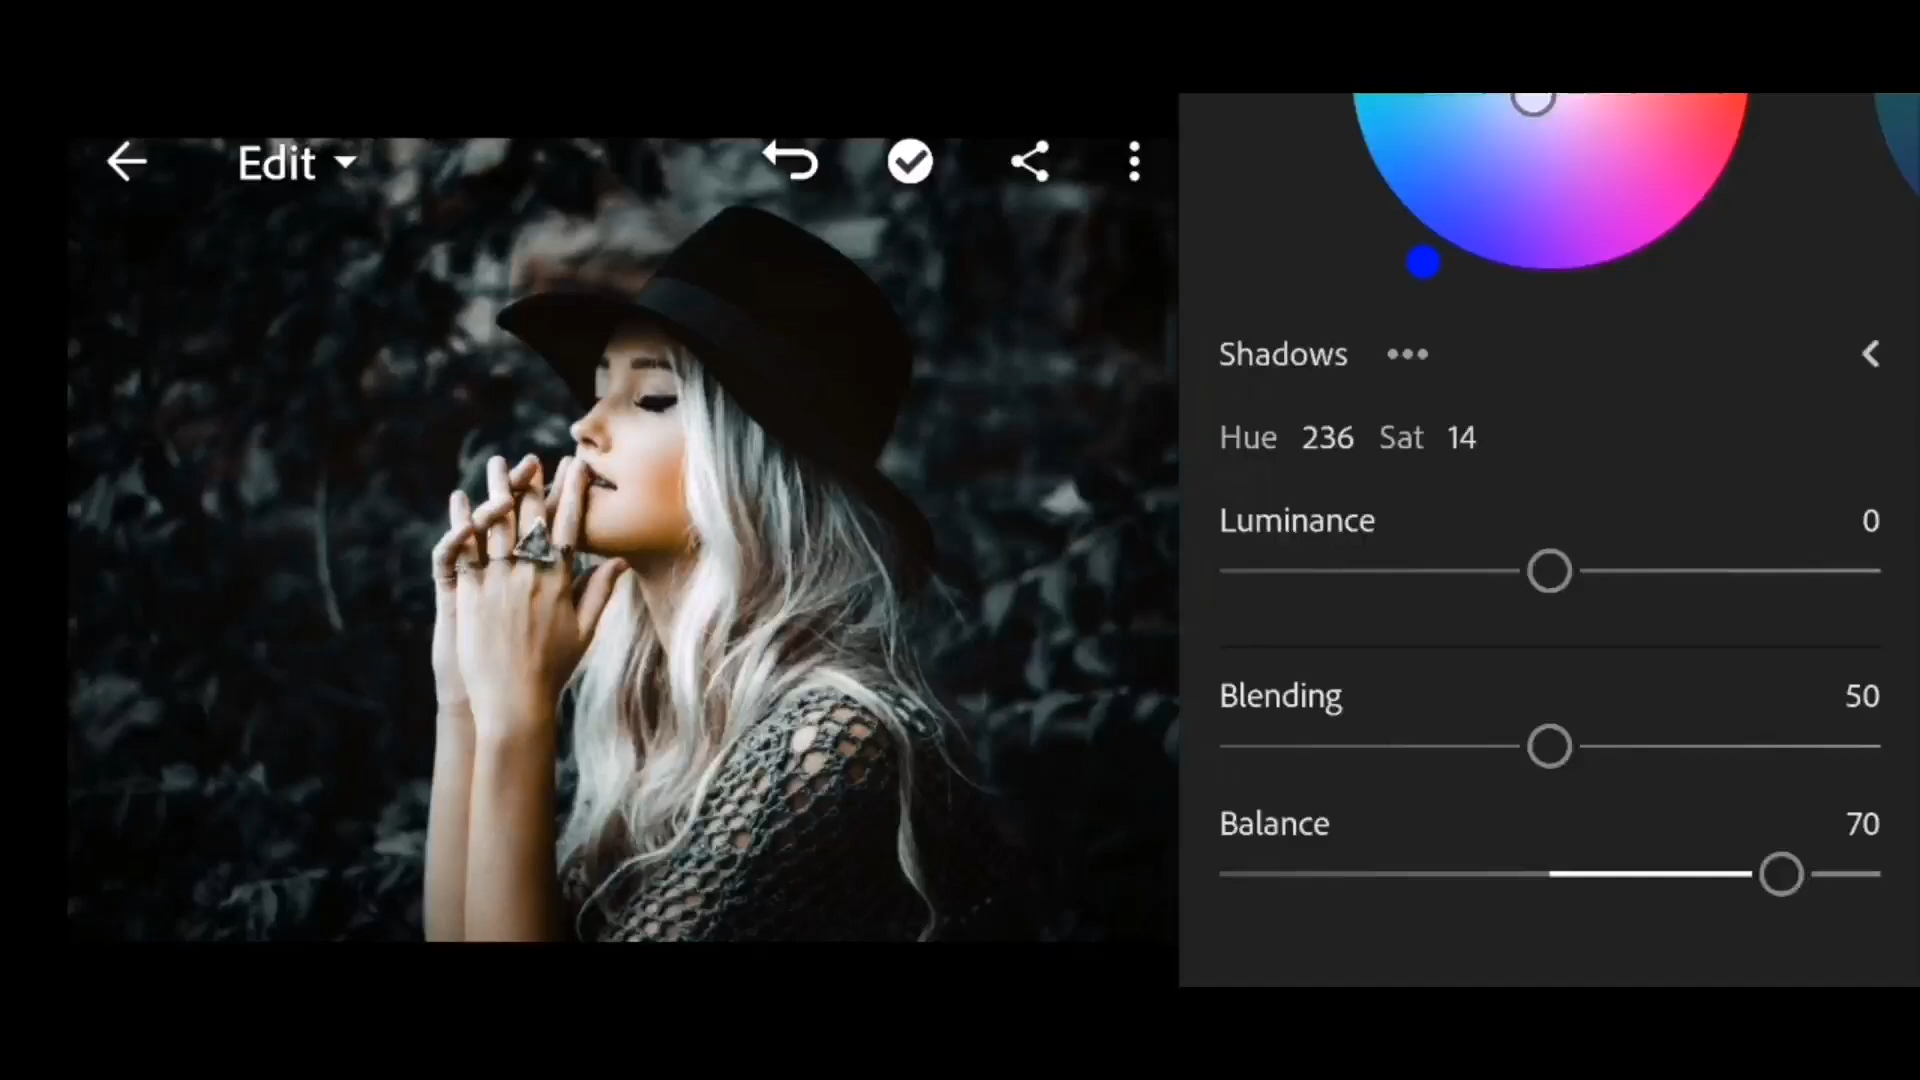 Edit
Shadows
Hue 236 Sat 14
Luminance 0
Blending 50
Balance 70